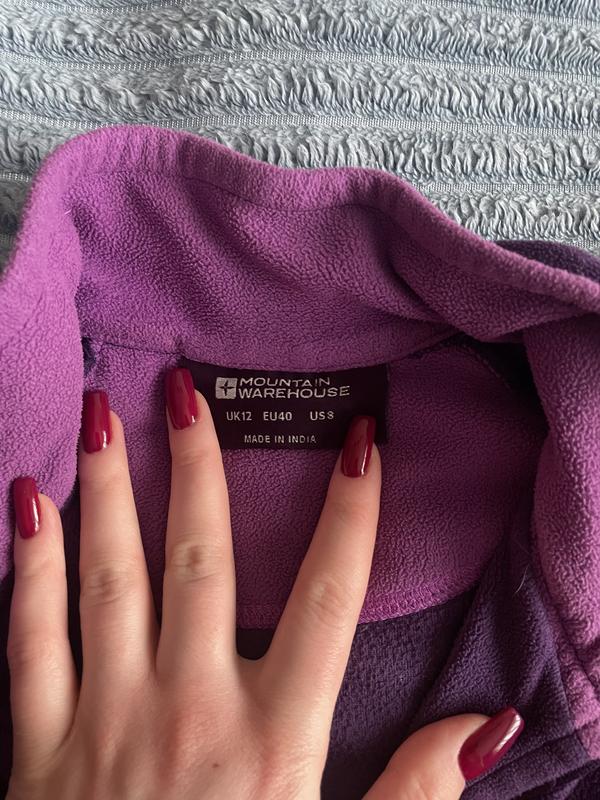 MOUNTAIN
WAREHOUSE
UK12 EU40 US8
MADE IN INDIA